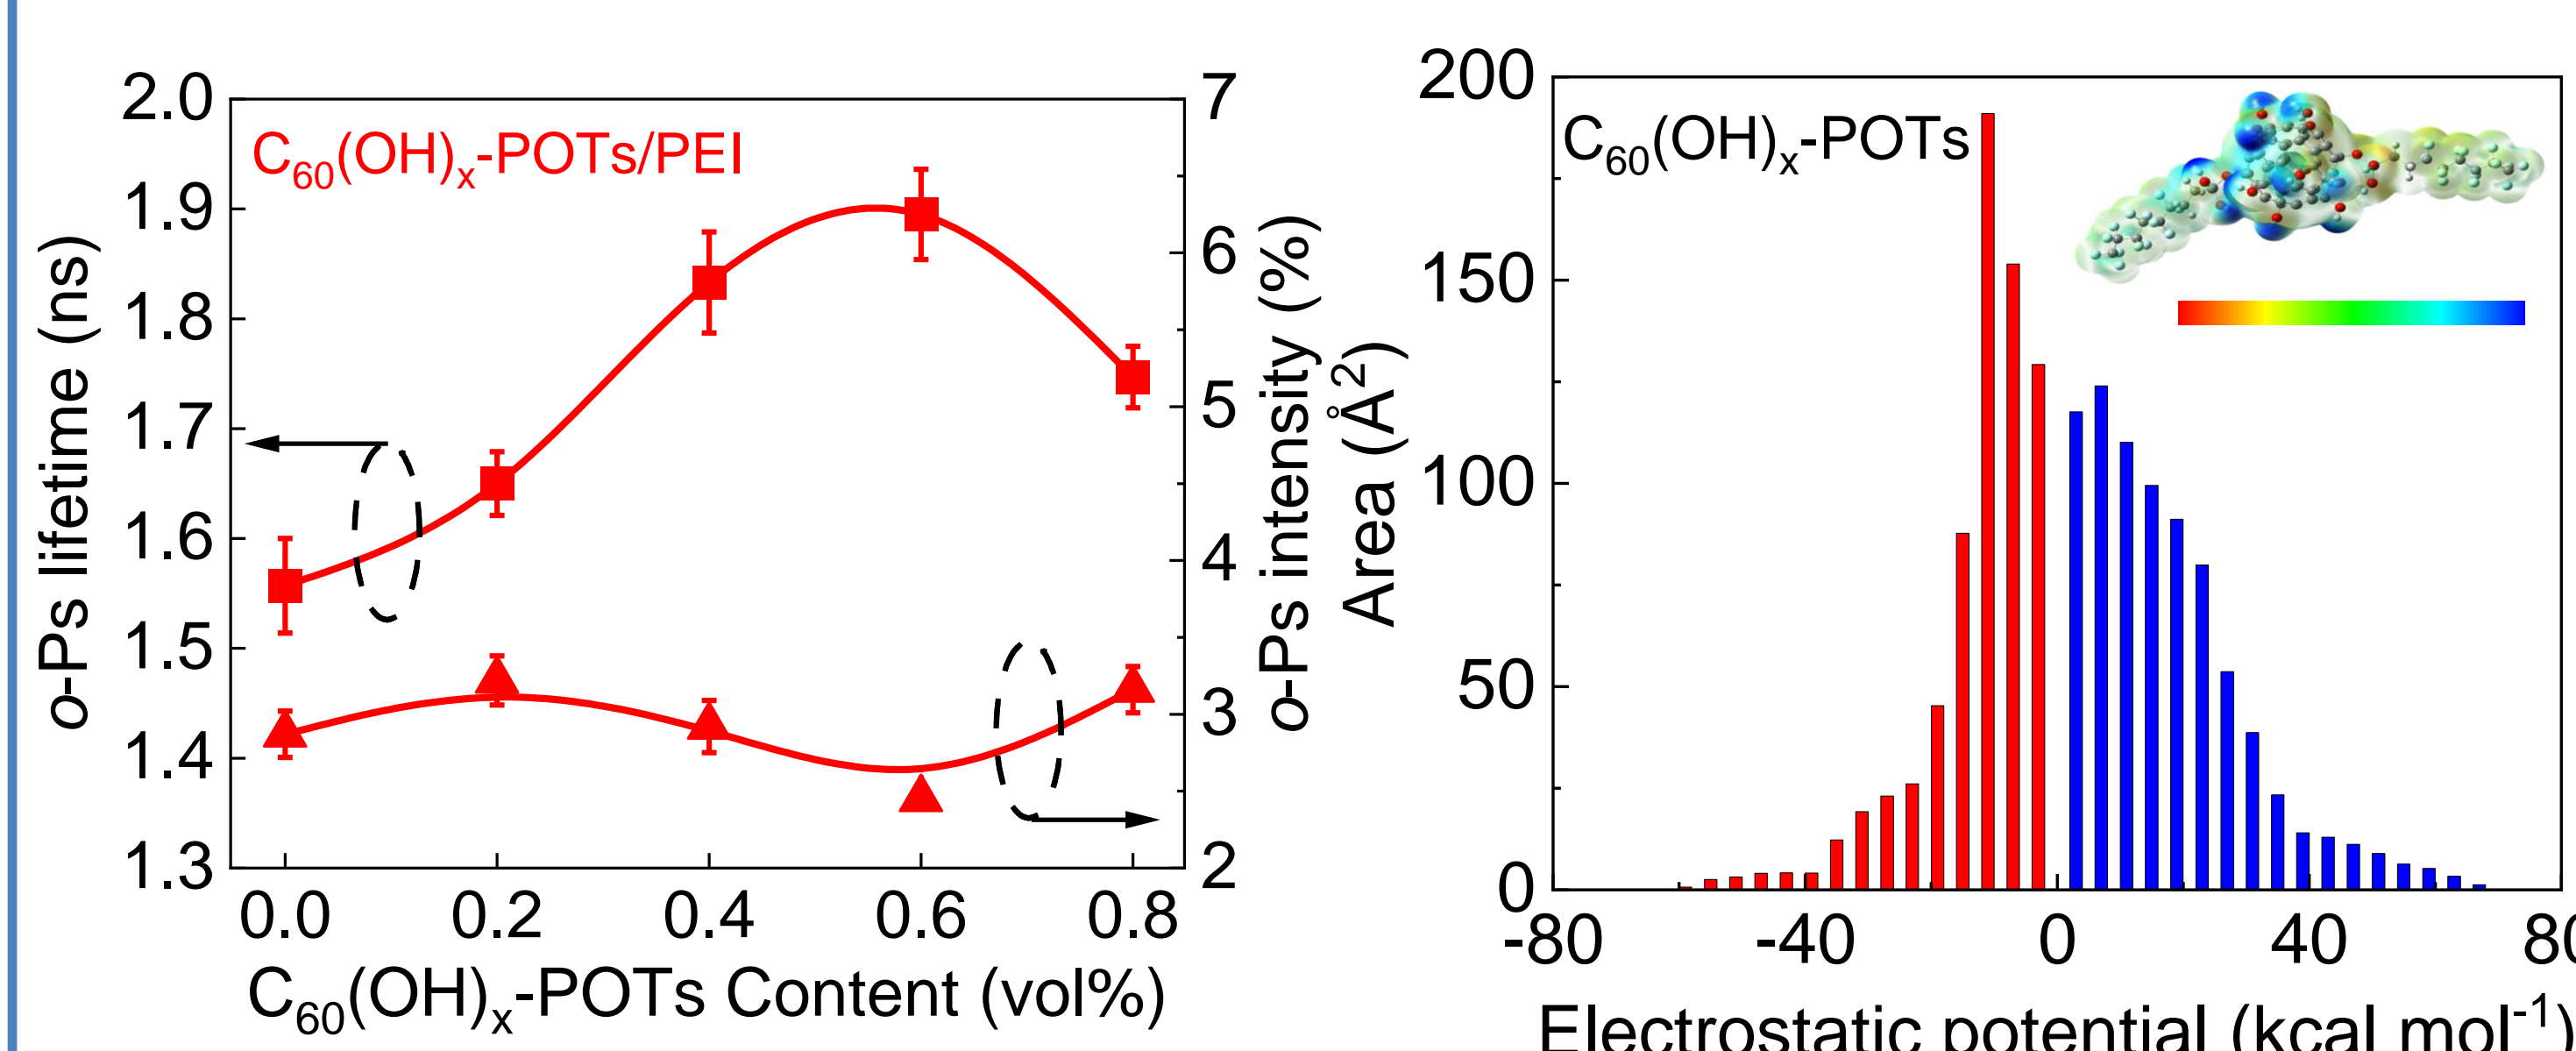 2.0
1.9
1.8
1.7
1.6
1.5
1.4
1.3
o-Ps lifetime (ns)
C60(OH)x-POTs/PEI
7
6
5
4
3
2
o-Ps intensity (%)
0.0 0.2 0.4 0.6 0.8
C60(OH)x-POTs Content (vol%)
200
150
100
50
0
Area (Å2)
C60(OH)x-POTs
-80 -40 0 40 80
Electrostatic potential (kcal mol-1)